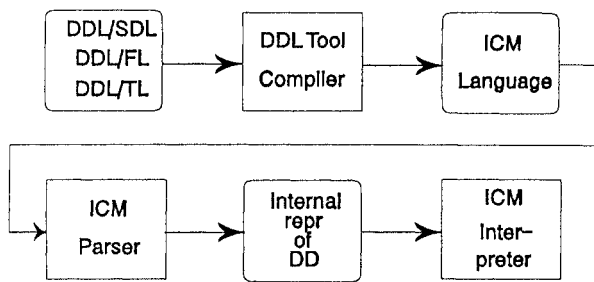 DDL/SDL
DDL/FL
DDL/TL
DDL Tool
Compiler
ICM
Language
ICM
Parser
Internal
repr
of
DD
ICM
Inter-
preter